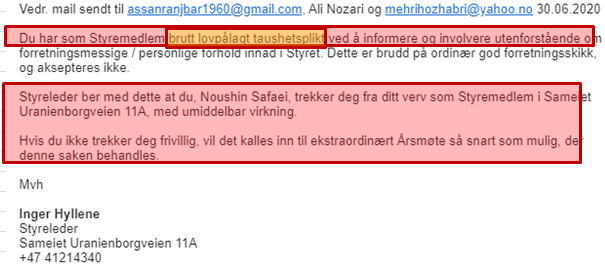 Vedr. mail sendt til assanranjbar1960@gmail.com, Ali Nozari og mehrihozhabri@yahoo.no 30.06.2020
Du har som Styremedlem brutt lovpålagt taushetsplikt ved å informere og involvere utenforstående om
forretningsmessige / personlige forhold innad i Styret. Dette er brudd på ordinær god forretningsskikk,
og aksepteres ikke.
Styreleder ber med dette at du, Noushin Safaei, trekker deg fra ditt verv som Styremedlem i Sameiet
Uranienborgveien 11A, med umiddelbar virkning.
Hvis du ikke trekker deg frivillig, vil det kalles inn til ekstraordinært Årsmøte så snart som mulig, der
denne saken behandles.
Mvh
Inger Hyllene
Styreleder
Sameiet Uranienborgveien 11A
+47 41214340